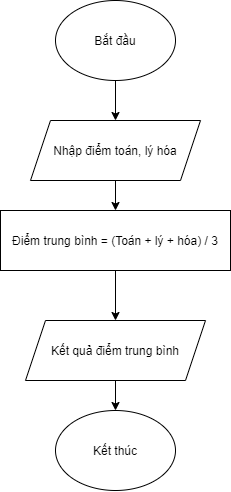 Bắt đầu
Nhập điểm toán, lý hóa
Điểm trung bình = (Toán + lý + hóa) / 3
Kết quả điểm trung bình
Kết thúc